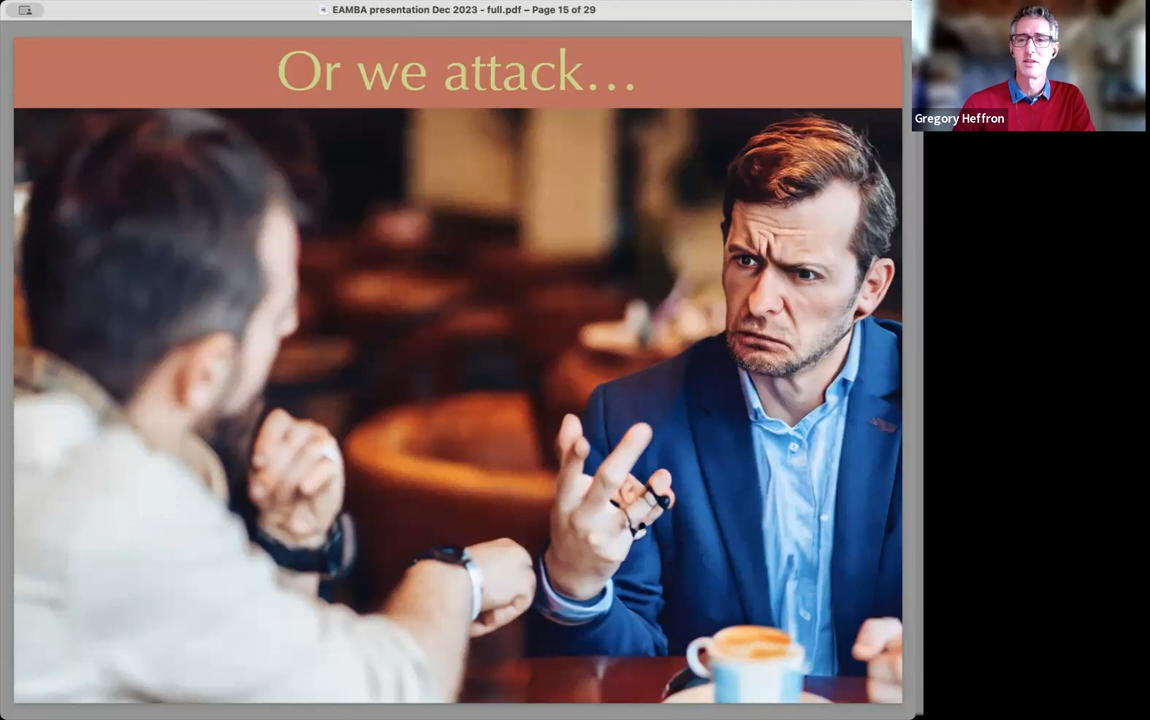 EAMBA presentation Dec 2023 - full.pdf – Page 15 of 29
Or we attack...
Gregory Heffron